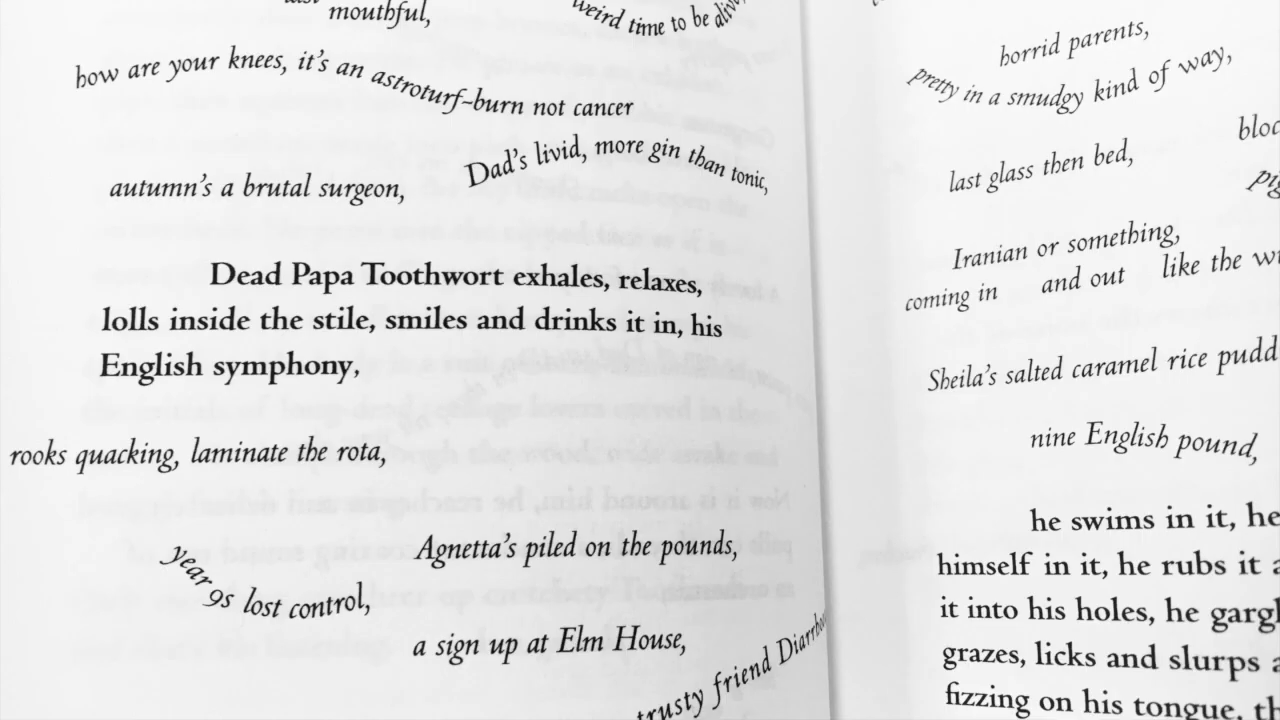 mouthful,
weird time to be alive,
how are your knees, it's an astroturf-burn not cancer
Dad's livid, more gin than tonic,
autumn's a brutal surgeon,
Dead Papa Toothwort exhales, relaxes,
lolls inside the stile, smiles and drinks it in, his
English symphony,
rooks quacking, laminate the rota,
Agnetta's piled on the pounds,
year 9s lost control,
a sign up at Elm House,
trusty friend
horrid parents,
pretty in a smudgy kind of way,
last glass then bed,
Iranian or something,
coming in and out like the
Sheila's salted caramel rice
nine English pound,
he swims in it, he
himself in it, he rubs it
it into his holes, he
grazes, licks and slurps
fizzing on his tongue,